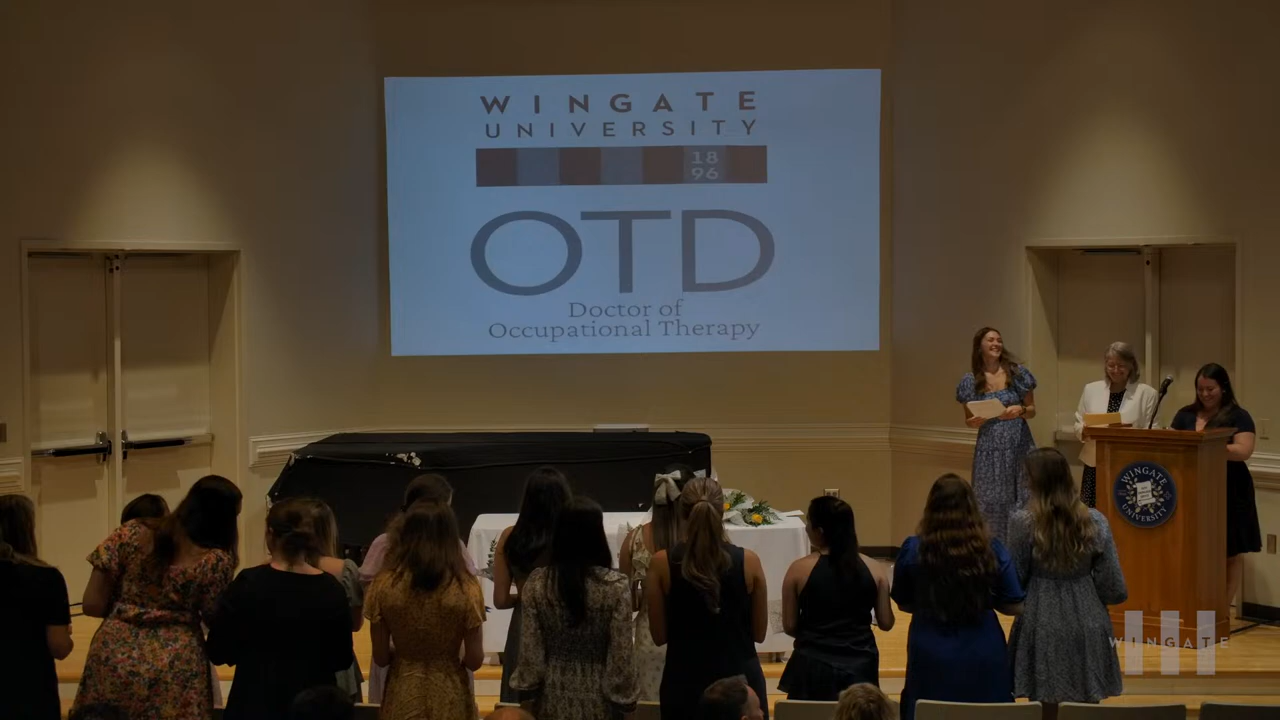 WINGATE
UNIVERSITY
18
96
OTD
Doctor of
Occupational Therapy
WINGATE
UNIVERSITY
WINGATE